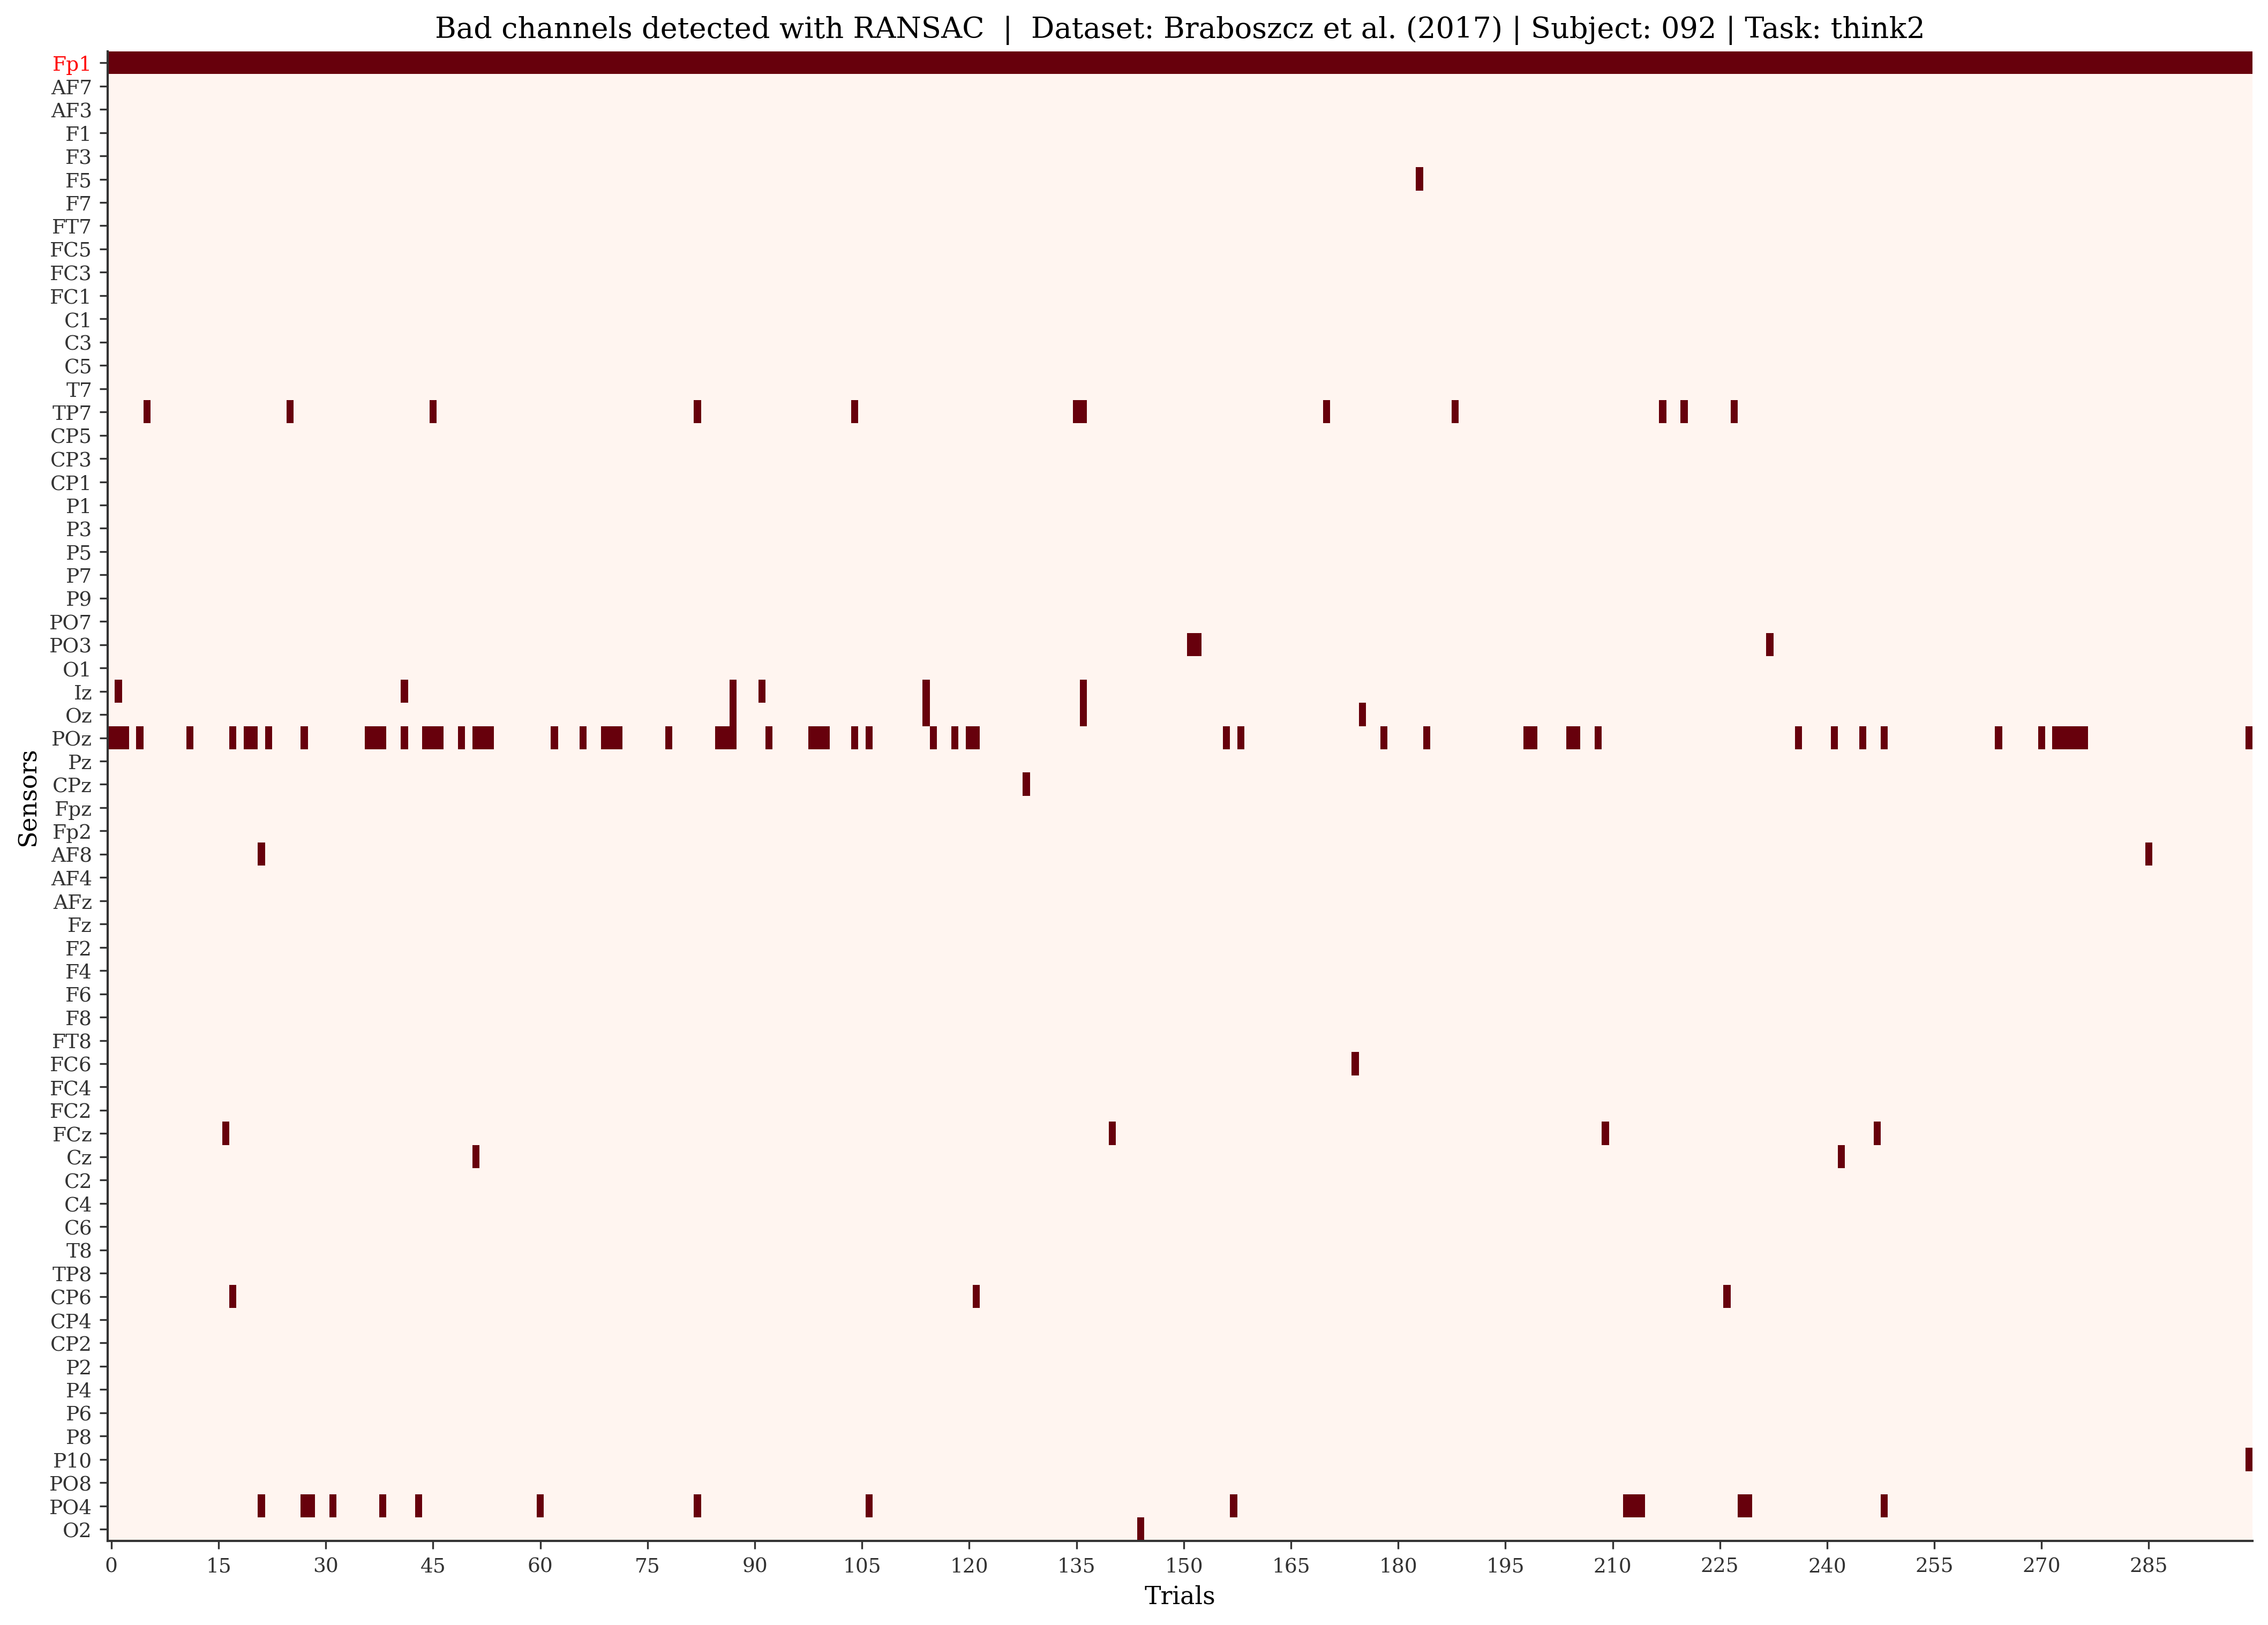 Bad channels detected with RANSAC | Dataset: Braboszcz et al. (2017) | Subject: 092 | Task: think2
Fp1
AF7
AF3
F1
F3
F5
F7
FT7
FC5
FC3
FC1
C1
C3
C5
T7
TP7
CP5
CP3
CP1
P1
P3
P5
P7
P9
PO7
PO3
O1
Iz
Oz
POz
Pz
CPz
Fpz
Fp2
AF8
AF4
AFz
Fz
F2
F4
F6
F8
FT8
FC6
FC4
FC2
FCz
Cz
C2
C4
C6
T8
TP8
CP6
CP4
CP2
P2
P4
P6
P8
P10
PO8
PO4
O2
Sensors
0 15 30 45 60 75 90 105 120 135 150 165 180 195 210 225 240 255 270 285
Trials